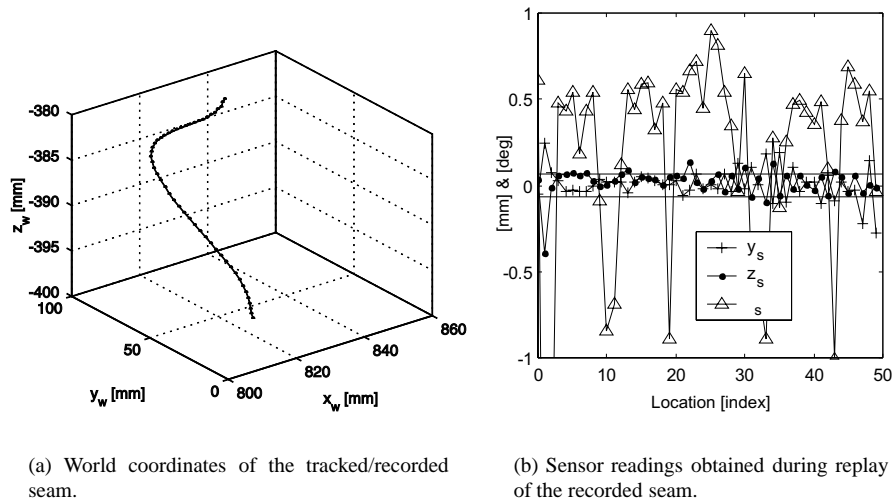 -380
-385
-390
-395
-400
z_w [mm]
100
50
0
y_w [mm]
800
820
840
860
x_w [mm]
1
0.5
0
-0.5
-1
[mm] & [deg]
y_s
z_s
s
0
10
20
30
40
50
Location [index]
(a) World coordinates of the tracked/recorded
seam.
(b) Sensor readings obtained during replay
of the recorded seam.